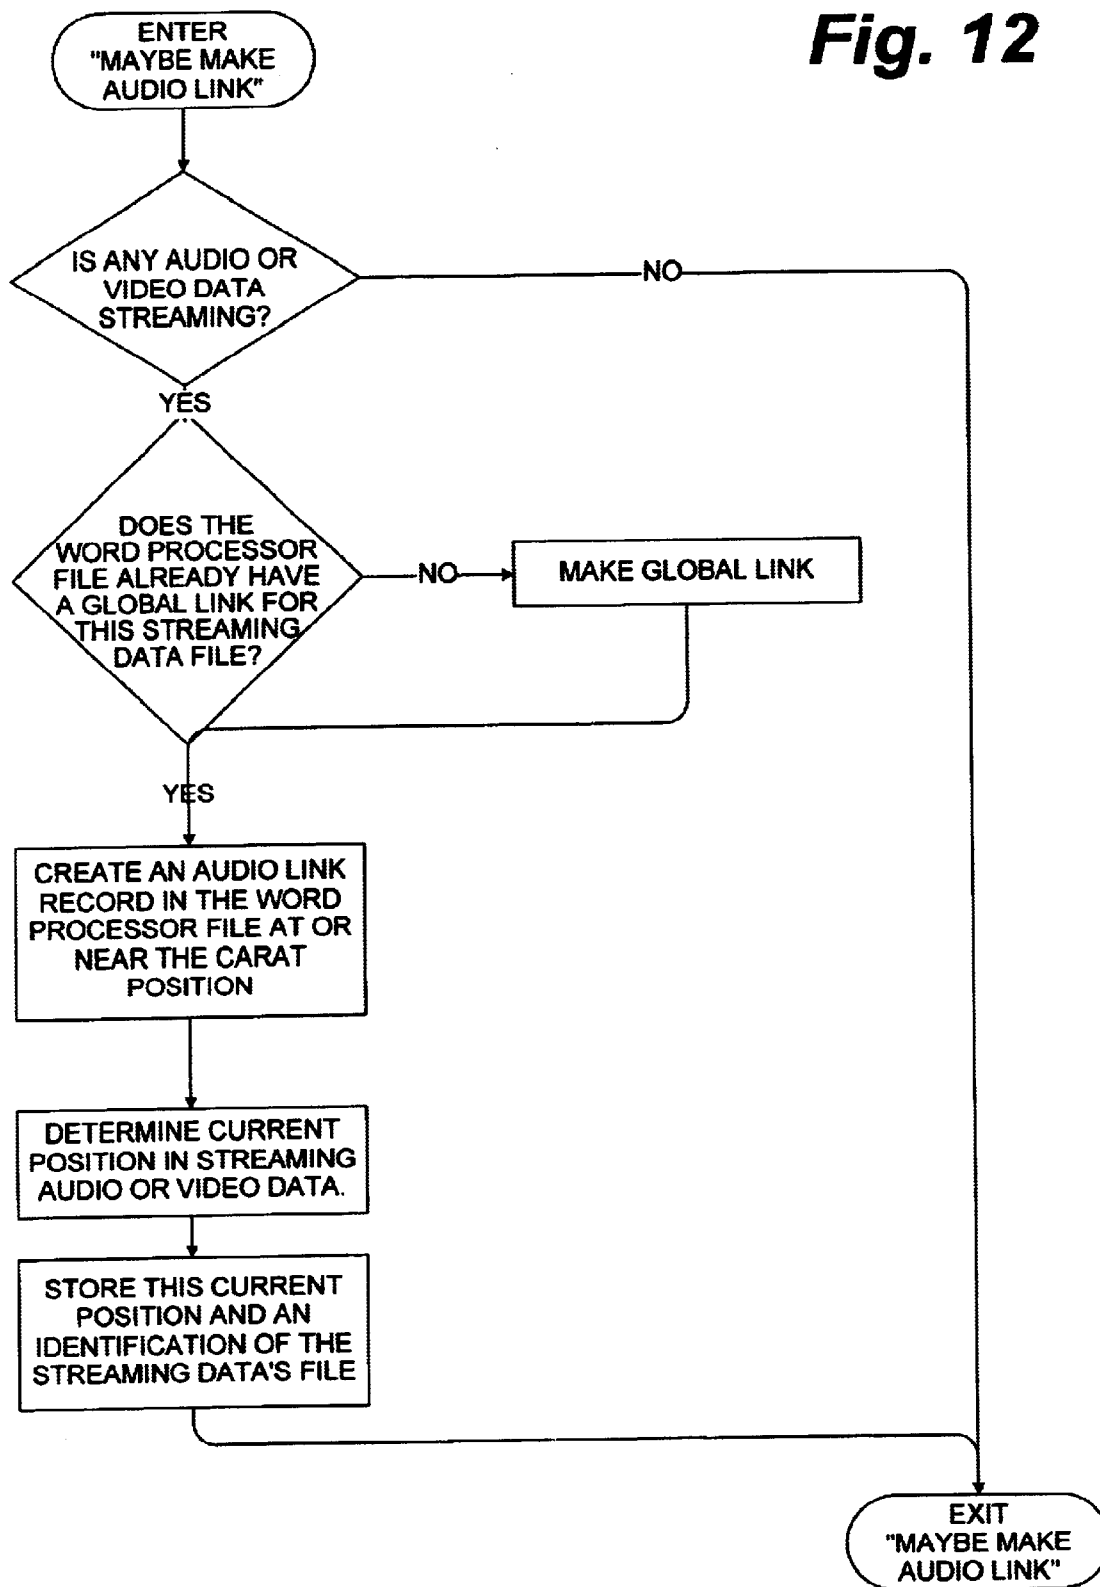 Fig. 12
ENTER
"MAYBE MAKE
AUDIO LINK"
IS ANY AUDIO OR
VIDEO DATA
STREAMING?
NO
YES
DOES THE
WORD PROCESSOR
FILE ALREADY HAVE
A GLOBAL LINK FOR
THIS STREAMING
DATA FILE?
NO
MAKE GLOBAL LINK
YES
CREATE AN AUDIO LINK
RECORD IN THE WORD
PROCESSOR FILE AT OR
NEAR THE CARAT
POSITION
DETERMINE CURRENT
POSITION IN STREAMING
AUDIO OR VIDEO DATA.
STORE THIS CURRENT
POSITION AND AN
IDENTIFICATION OF THE
STREAMING DATA'S FILE
EXIT
"MAYBE MAKE
AUDIO LINK"